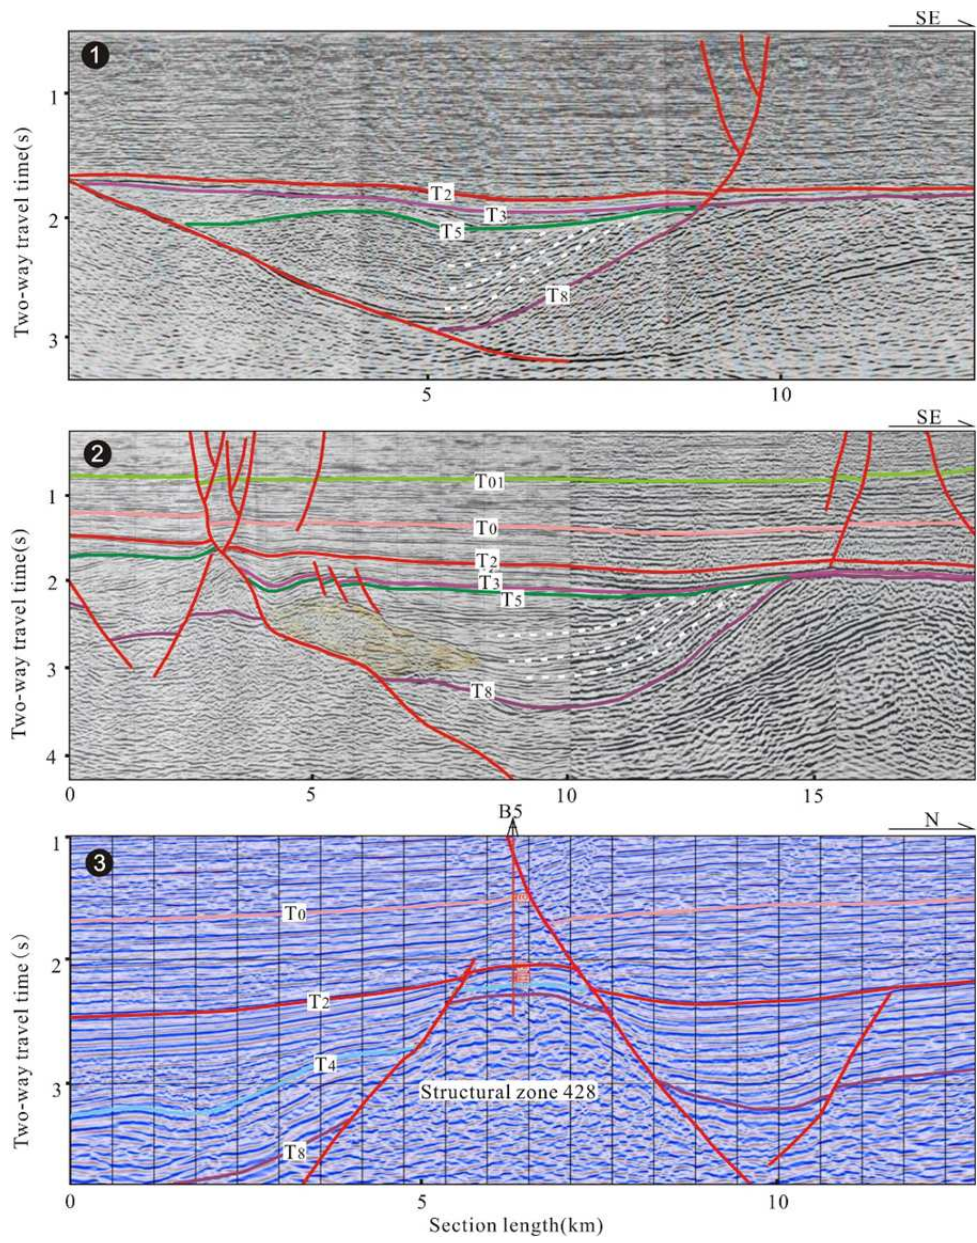 SE
1
1
2
3
Two-way travel time(s)
T2
T3
T5
T8
5
10
SE
2
1
2
3
4
Two-way travel time(s)
T01
T0
T2
T3
T5
T8
0
5
10
15
B5
N
3
1
2
3
Two-way travel time(s)
T0
T2
T4
T8
Structural zone 428
0
5
10
Section length(km)